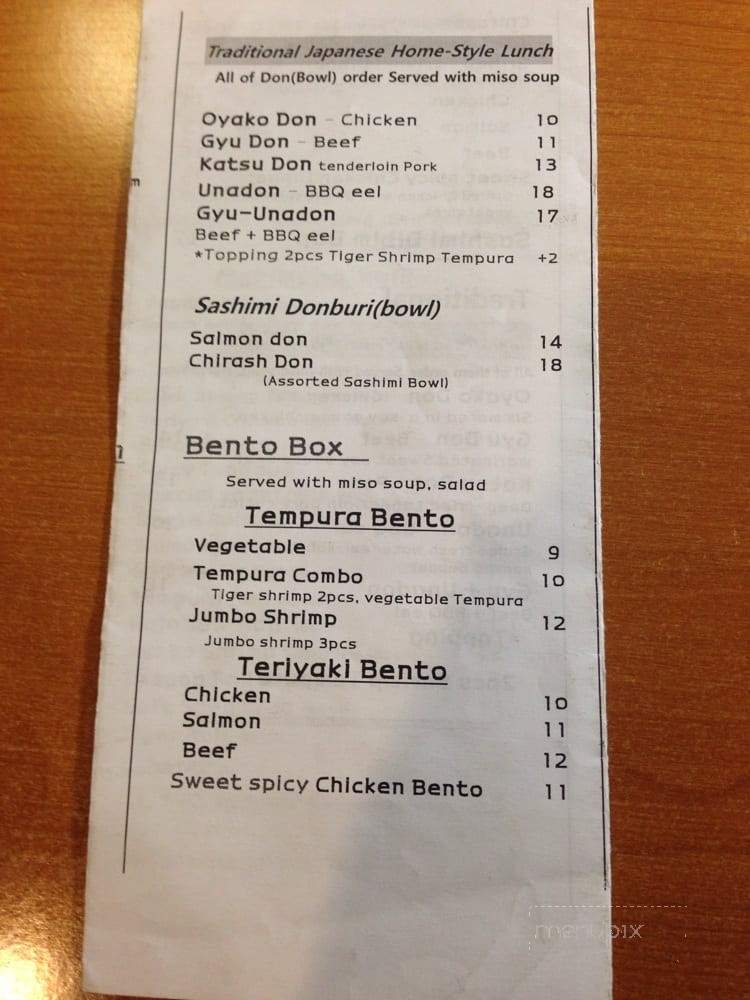 Traditional Japanese Home-Style Lunch
All of Don(Bowl) order Served with miso soup
Oyako Don - Chicken 10
Gyu Don - Beef 11
Katsu Don tenderloin Pork 13
Unadon - BBQ eel 18
Gyu-Unadon 17
Beef + BBQ eel
*Topping 2pcs Tiger Shrimp Tempura +2
Sashimi Donburi(bowl)
Salmon don 14
Chirash Don 18
(Assorted Sashimi Bowl)
Bento Box
Served with miso soup, salad
Tempura Bento
Vegetable 9
Tempura Combo 10
Tiger shrimp 2pcs, vegetable Tempura
Jumbo Shrimp 12
Jumbo shrimp 3pcs
Teriyaki Bento
Chicken 10
Salmon 11
Beef 12
Sweet spicy Chicken Bento 11
menupix